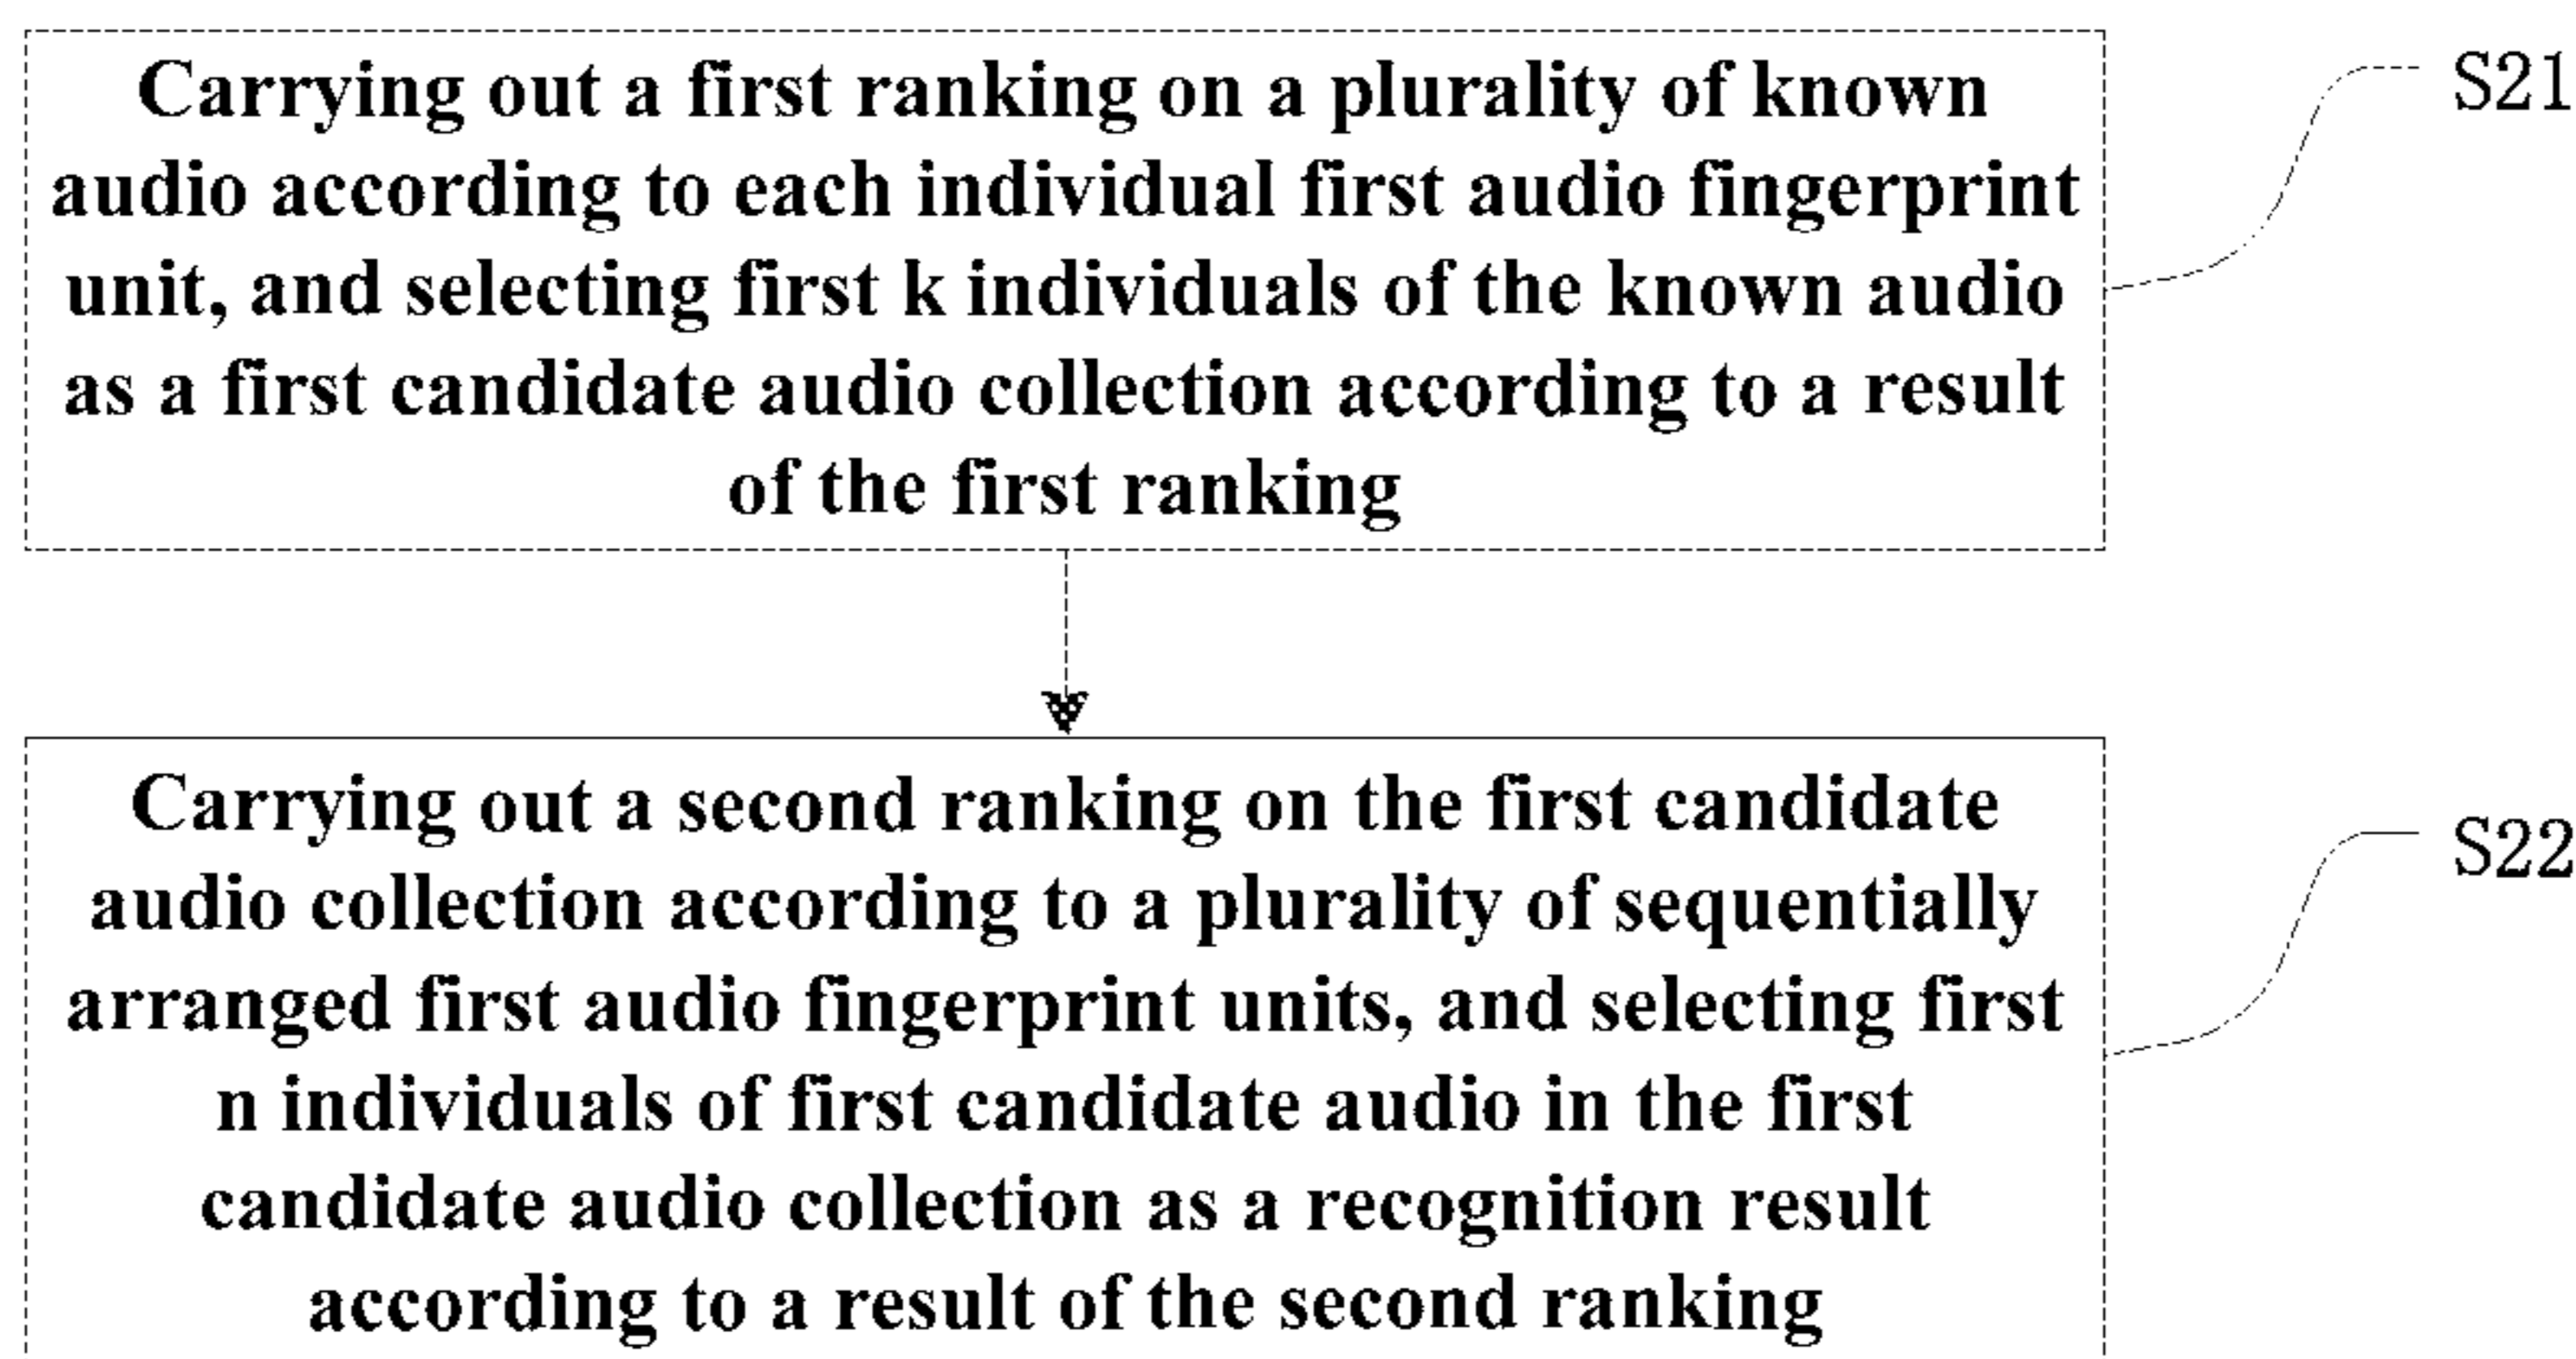 Carrying out a first ranking on a plurality of known
audio according to each individual first audio fingerprint
unit, and selecting first k individuals of the known audio
as a first candidate audio collection according to a result
of the first ranking
S21
Carrying out a second ranking on the first candidate
audio collection according to a plurality of sequentially
arranged first audio fingerprint units, and selecting first
n individuals of first candidate audio in the first
candidate audio collection as a recognition result
according to a result of the second ranking
S22